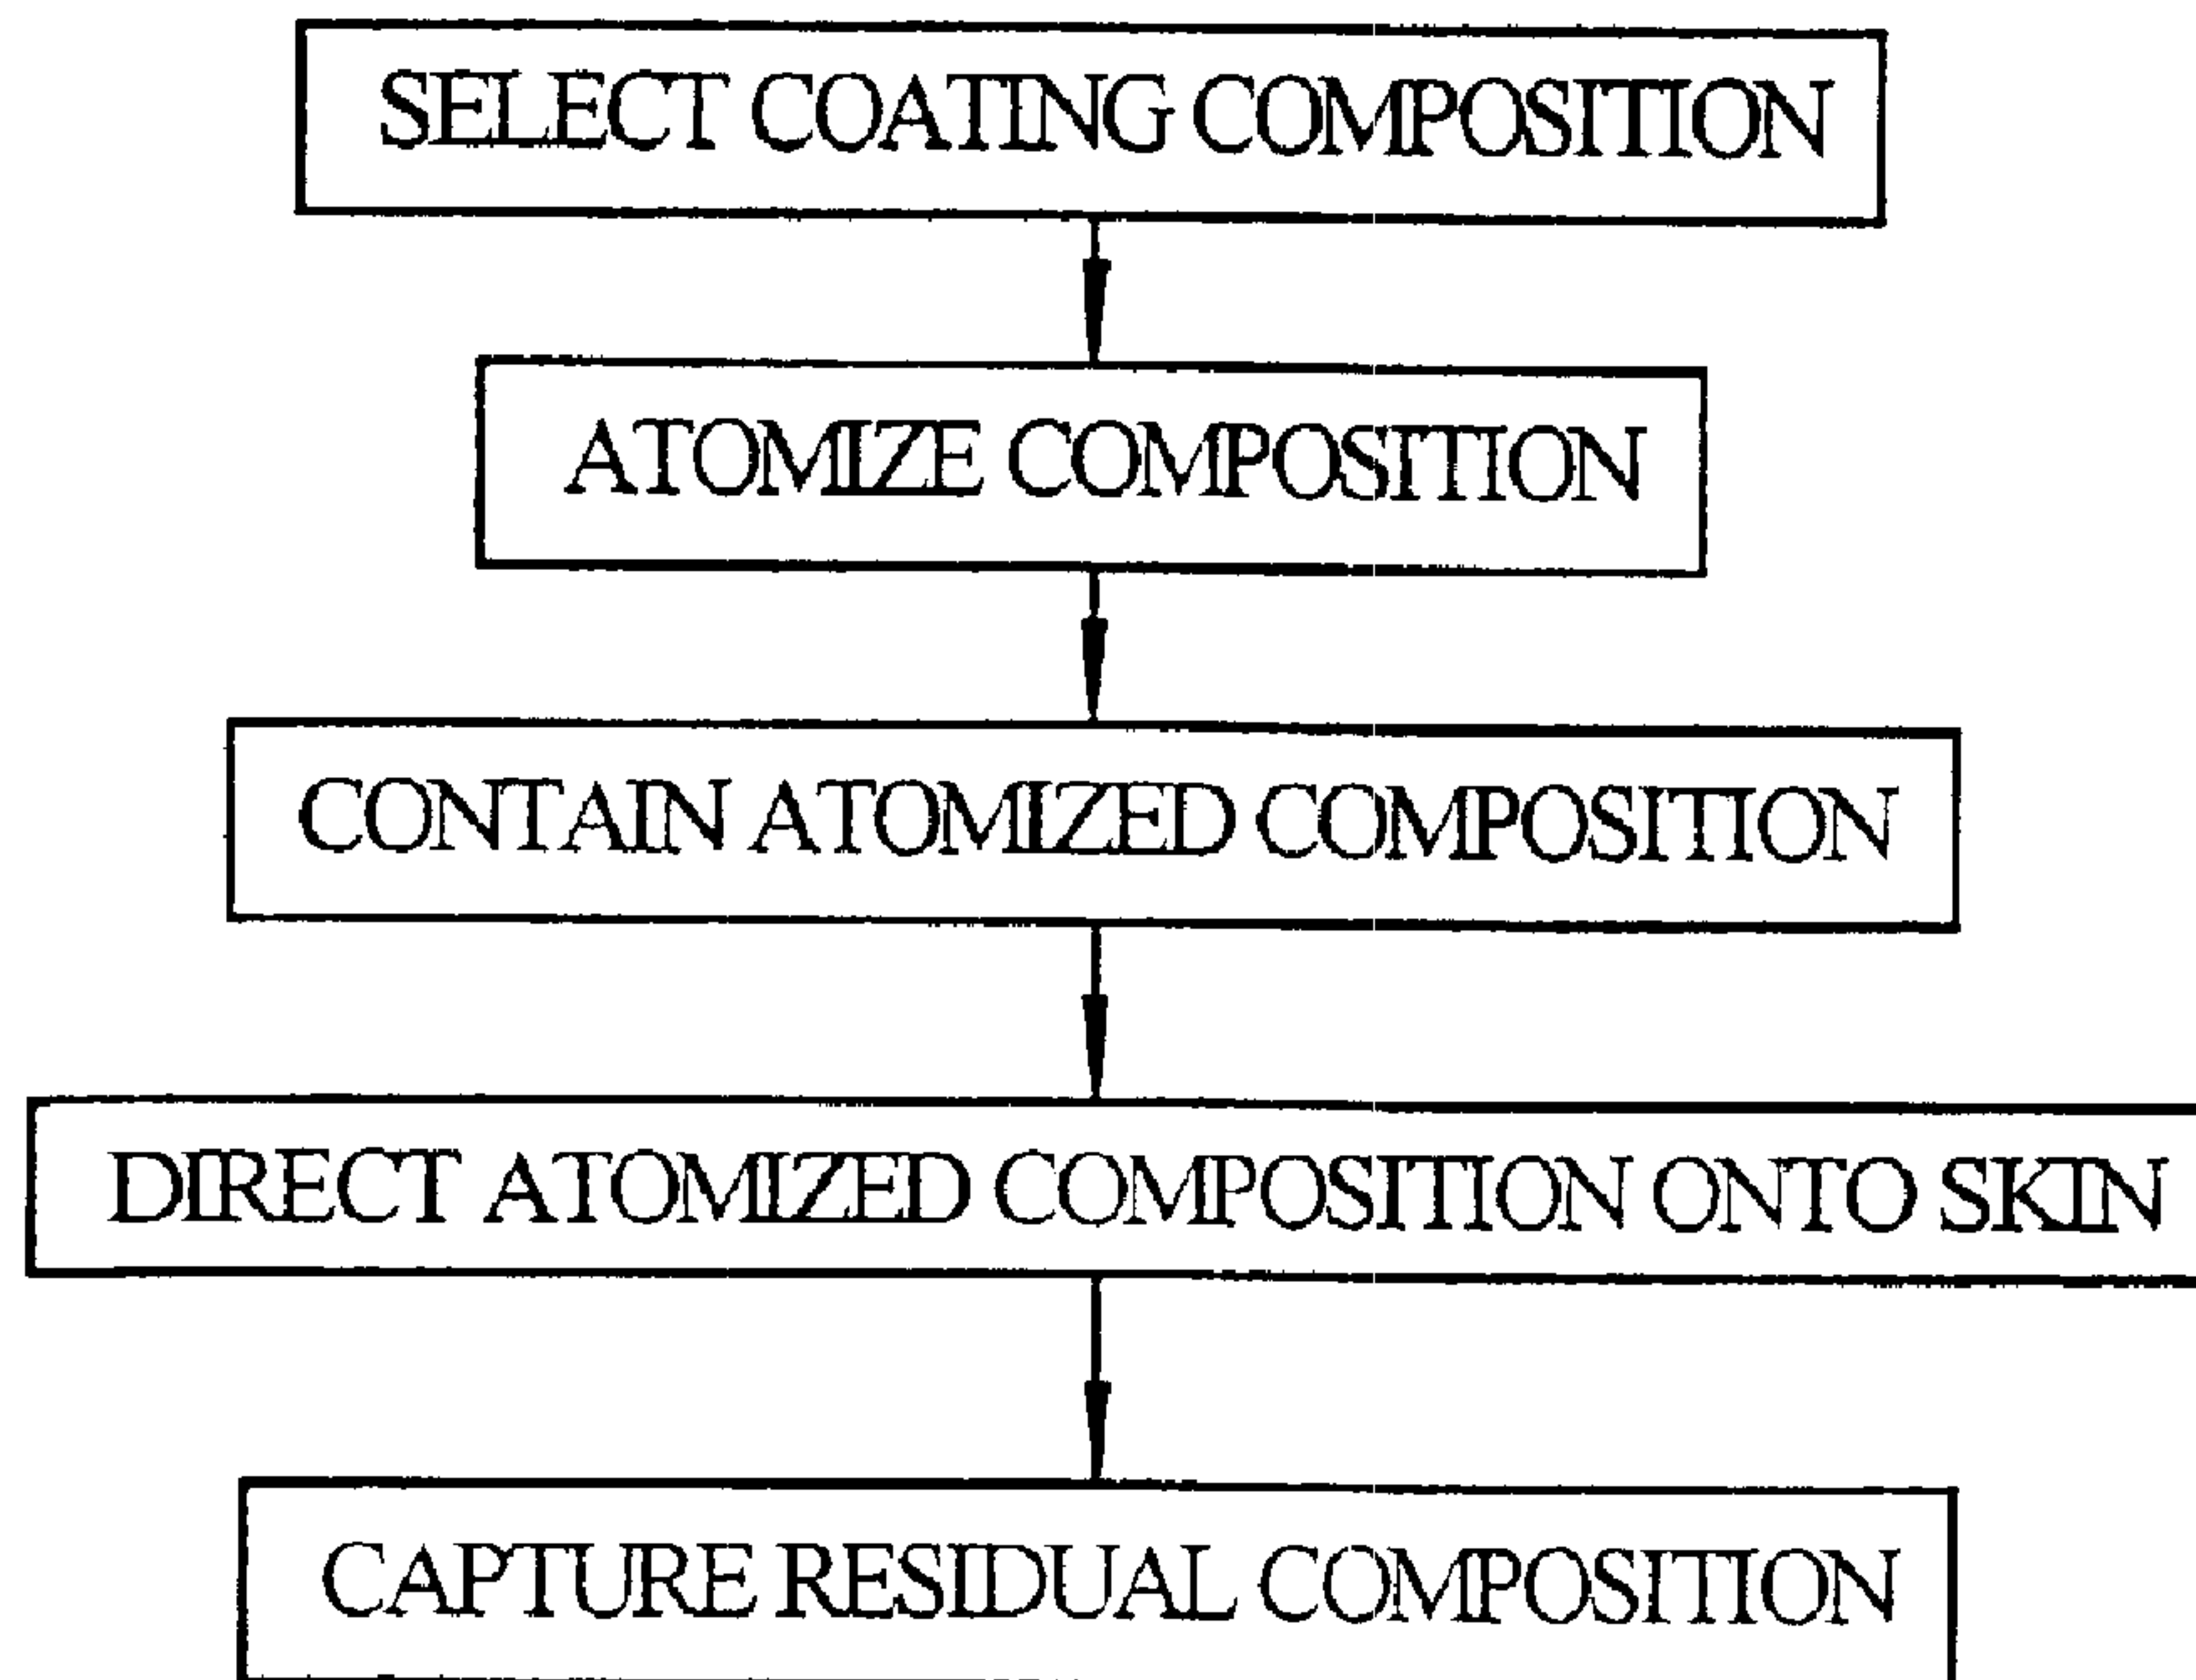 SELECT COATING COMPOSITION
ATOMIZE COMPOSITION
CONTAIN ATOMIZED COMPOSITION
DIRECT ATOMIZED COMPOSITION ONTO SKIN
CAPTURE RESIDUAL COMPOSITION